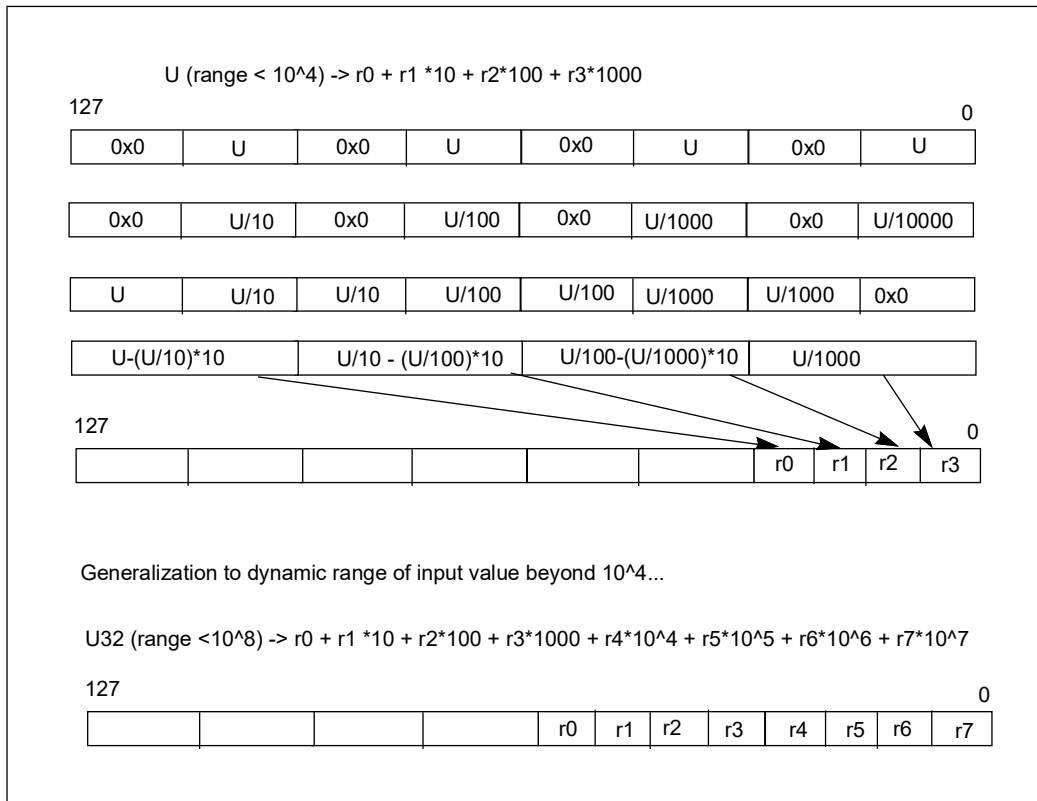 U (range < 10^4) -> r0 + r1 *10 + r2*100 + r3*1000
127 0
0x0 U 0x0 U 0x0 U 0x0 U
0x0 U/10 0x0 U/100 0x0 U/1000 0x0 U/10000
U U/10 U/10 U/100 U/100 U/1000 U/1000 0x0
U-(U/10)*10 U/10 - (U/100)*10 U/100-(U/1000)*10 U/1000
127 0
r0 r1 r2 r3
Generalization to dynamic range of input value beyond 10^4...
U32 (range <10^8) -> r0 + r1 *10 + r2*100 + r3*1000 + r4*10^4 + r5*10^5 + r6*10^6 + r7*10^7
127 0
r0 r1 r2 r3 r4 r5 r6 r7